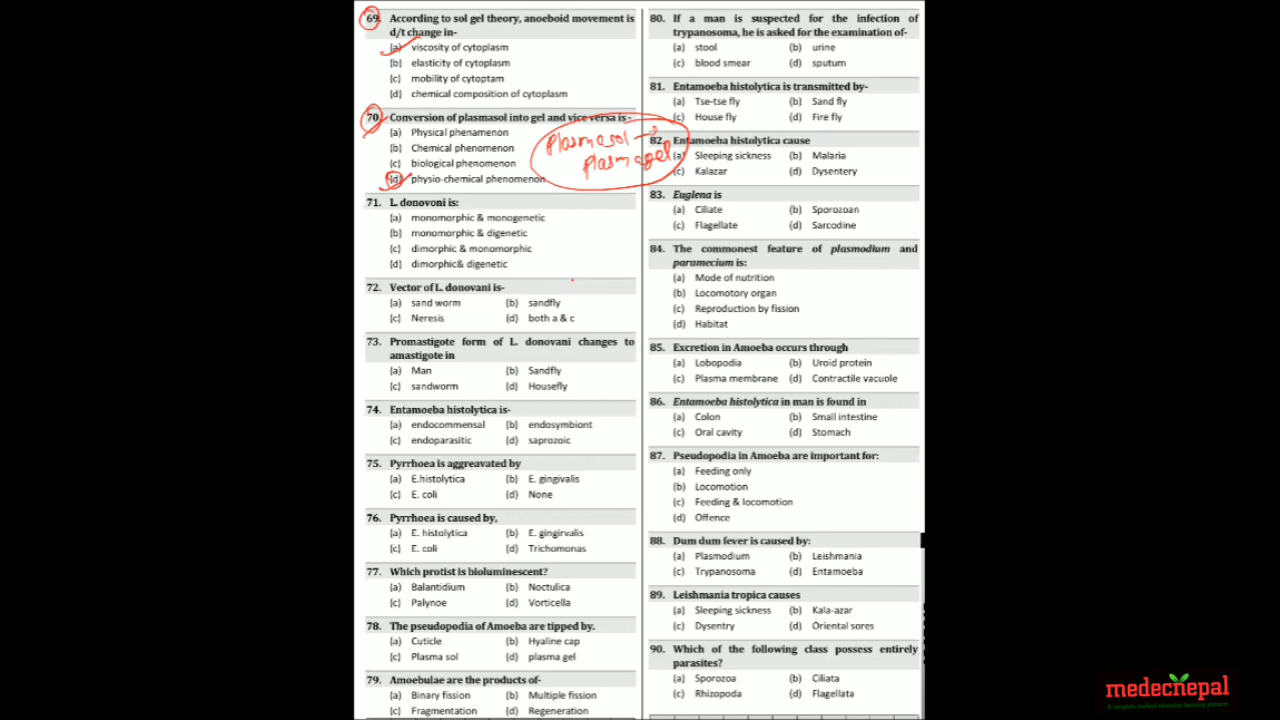 69. According to sol gel theory, anoeboid movement is
d/t change in-
(a) viscosity of cytoplasm
(b) elasticity of cytoplasm
(c) mobility of cytoptam
(d) chemical composition of cytoplasm
70. Conversion of plasmasol into gel and vice versa is -
(a) Physical phenamenon
(b) Chemical phenomenon
(c) biological phenomenon
(d) physio-chemical phenomenon
plasmasol →
plasmagel
71. L. donovoni is:
(a) monomorphic & monogenetic
(b) monomorphic & digenetic
(c) dimorphic & monomorphic
(d) dimorphic& digenetic
72. Vector of L. donovani is-
(a) sand worm (b) sandfly
(c) Neresis (d) both a & c
73. Promastigote form of L. donovani changes to
amastigote in
(a) Man (b) Sandfly
(c) sandworm (d) Housefly
74. Entamoeba histolytica is-
(a) endocommensal (b) endosymbiont
(c) endoparasitic (d) saprozoic
75. Pyrrhoea is aggreavated by
(a) E.histolytica (b) E. gingivalis
(c) E. coli (d) None
76. Pyrrhoea is caused by,
(a) E. histolytica (b) E. gingirvalis
(c) E. coli (d) Trichomonas
77. Which protist is bioluminescent?
(a) Balantidium (b) Noctulica
(c) Palynoe (d) Vorticella
78. The pseudopodia of Amoeba are tipped by.
(a) Cuticle (b) Hyaline cap
(c) Plasma sol (d) plasma gel
79. Amoebulae are the products of-
(a) Binary fission (b) Multiple fission
(c) Fragmentation (d) Regeneration
80. If a man is suspected for the infection of
trypanosoma, he is asked for the examination of-
(a) stool (b) urine
(c) blood smear (d) sputum
81. Entamoeba histolytica is transmitted by-
(a) Tse-tse fly (b) Sand fly
(c) House fly (d) Fire fly
82. Entamoeba histolytica cause
(a) Sleeping sickness (b) Malaria
(c) Kalazar (d) Dysentery
83. Euglena is
(a) Ciliate (b) Sporozoan
(c) Flagellate (d) Sarcodine
84. The commonest feature of plasmodium and
paramecium is:
(a) Mode of nutrition
(b) Locomotory organ
(c) Reproduction by fission
(d) Habitat
85. Excretion in Amoeba occurs through
(a) Lobopodia (b) Uroid protein
(c) Plasma membrane (d) Contractile vacuole
86. Entamoeba histolytica in man is found in
(a) Colon (b) Small intestine
(c) Oral cavity (d) Stomach
87. Pseudopodia in Amoeba are important for:
(a) Feeding only
(b) Locomotion
(c) Feeding & locomotion
(d) Offence
88. Dum dum fever is caused by:
(a) Plasmodium (b) Leishmania
(c) Trypanosoma (d) Entamoeba
89. Leishmania tropica causes
(a) Sleeping sickness (b) Kala-azar
(c) Dysentry (d) Oriental sores
90. Which of the following class possess entirely
parasites?
(a) Sporozoa (b) Ciliata
(c) Rhizopoda (d) Flagellata
medecnepal
A complete medical education learning platform